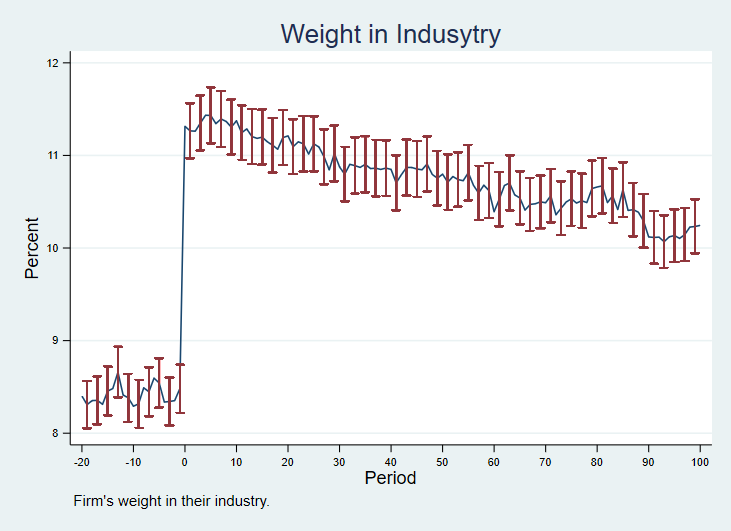 Weight in Indusytry
Percent
12
11
10
9
8
-20 -10 0 10 20 30 40 50 60 70 80 90 100
Period
Firm's weight in their industry.